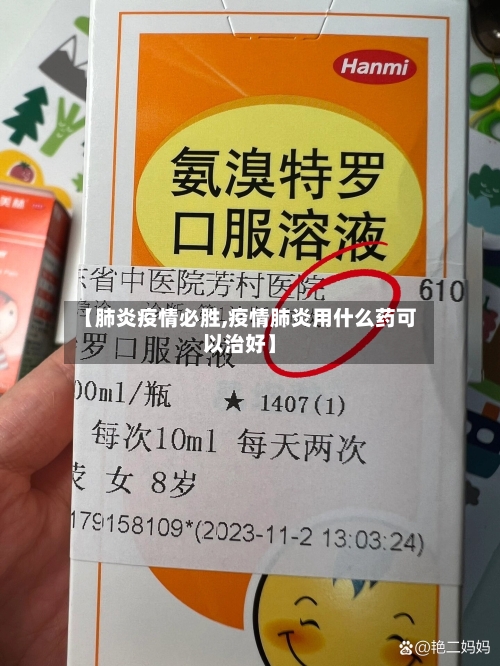 Hanmi
氨溴特罗
口服溶液
东省中医院芳村医院
610
【肺炎疫情必胜,疫情肺炎用什么药可
以治好】
罗口服溶液
00ml/瓶
★ 1407(1)
每次10ml 每天两次
女 8岁
179158109*(2023-11-2 13:03:24)
@艳二妈妈